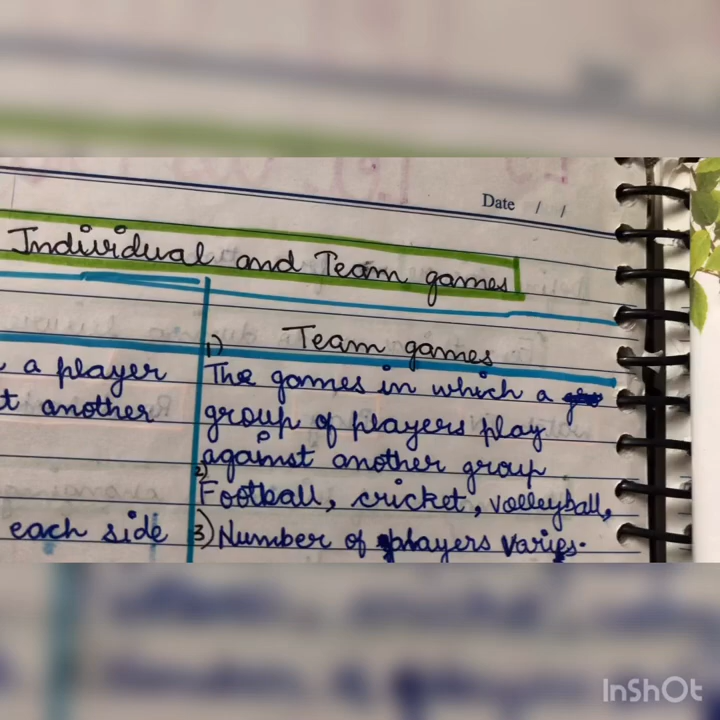 Date / /
Individual and Team games
1) Team games
a player
The games in which a
another
group of players play
against another group
2)
Football, cricket, volleyball,
each side
3) Number of players varies.
InShOt